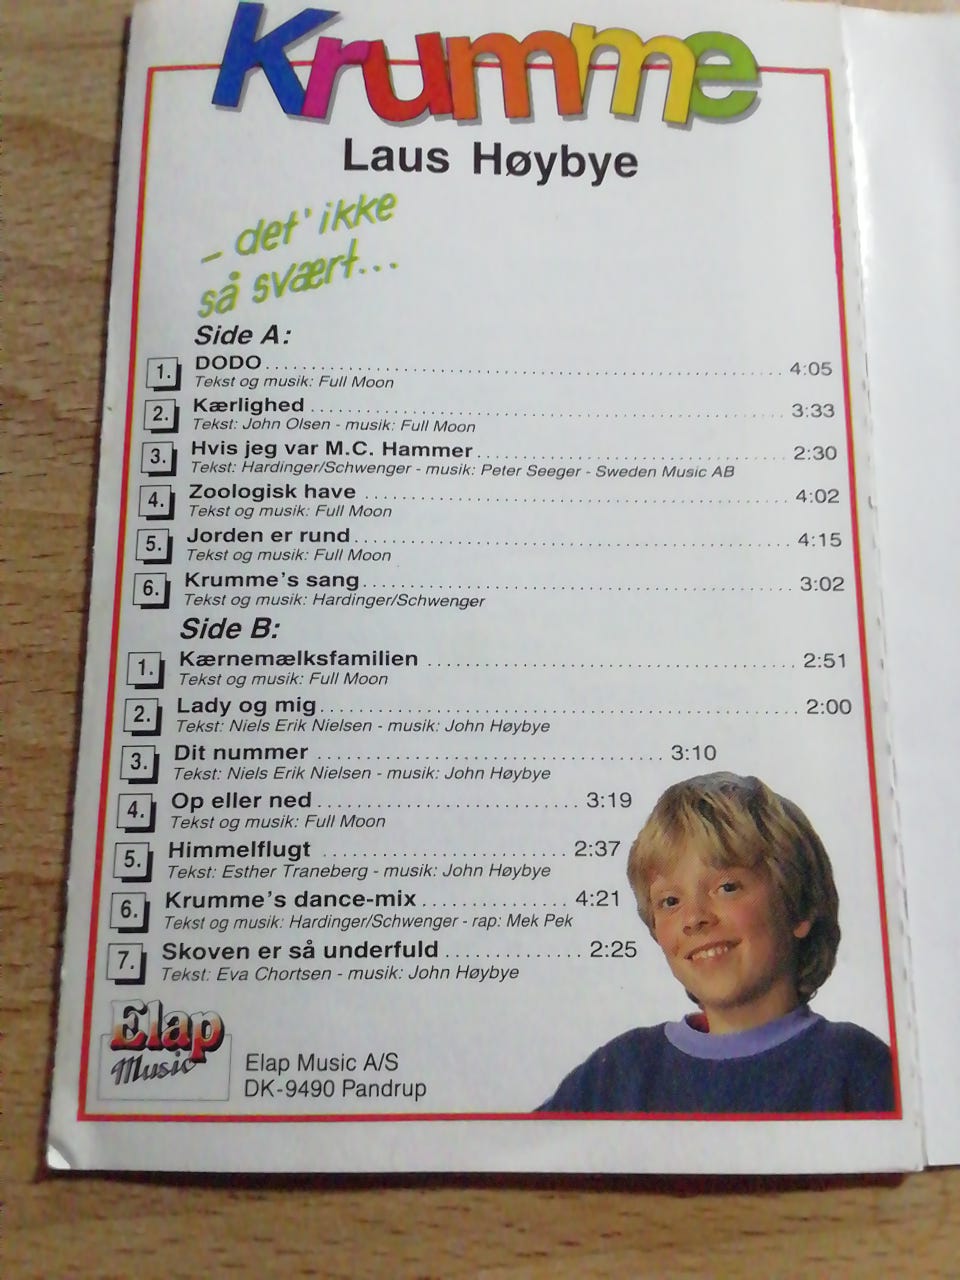 Krumme
Laus Høybye
- det' ikke
så svært...
Side A:
1. DODO 4:05
Tekst og musik: Full Moon
2. Kærlighed 3:33
Tekst: John Olsen - musik: Full Moon
3. Hvis jeg var M.C. Hammer 2:30
Tekst: Hardinger/Schwenger - musik: Peter Seeger - Sweden Music AB
4. Zoologisk have 4:02
Tekst og musik: Full Moon
5. Jorden er rund 4:15
Tekst og musik: Full Moon
6. Krumme's sang 3:02
Tekst og musik: Hardinger/Schwenger
Side B:
1. Kærnemælksfamilien 2:51
Tekst og musik: Full Moon
2. Lady og mig 2:00
Tekst: Niels Erik Nielsen - musik: John Høybye
3. Dit nummer 3:10
Tekst: Niels Erik Nielsen - musik: John Høybye
4. Op eller ned 3:19
Tekst og musik: Full Moon
5. Himmelflugt 2:37
Tekst: Esther Traneberg - musik: John Høybye
6. Krumme's dance-mix 4:21
Tekst og musik: Hardinger/Schwenger - rap: Mek Pek
7. Skoven er så underfuld 2:25
Tekst: Eva Chortsen - musik: John Høybye
Elap
Music
Elap Music A/S
DK-9490 Pandrup